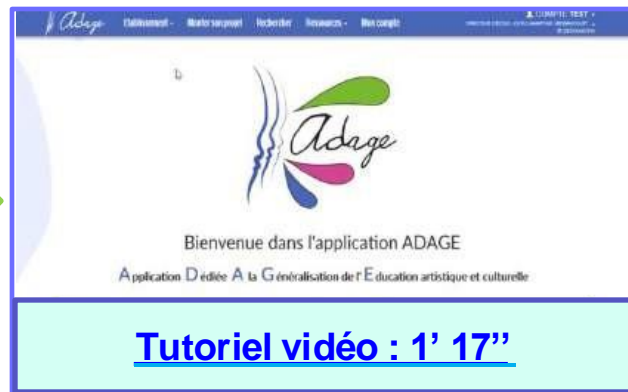 Adage Etablissement Monter son projet Rechercher Ressources Mon compte
COMPTE TEST
Adage
Bienvenue dans l'application ADAGE
Application Dédiée A la Généralisation de l'Education artistique et culturelle
Tutoriel vidéo : 1’ 17’’